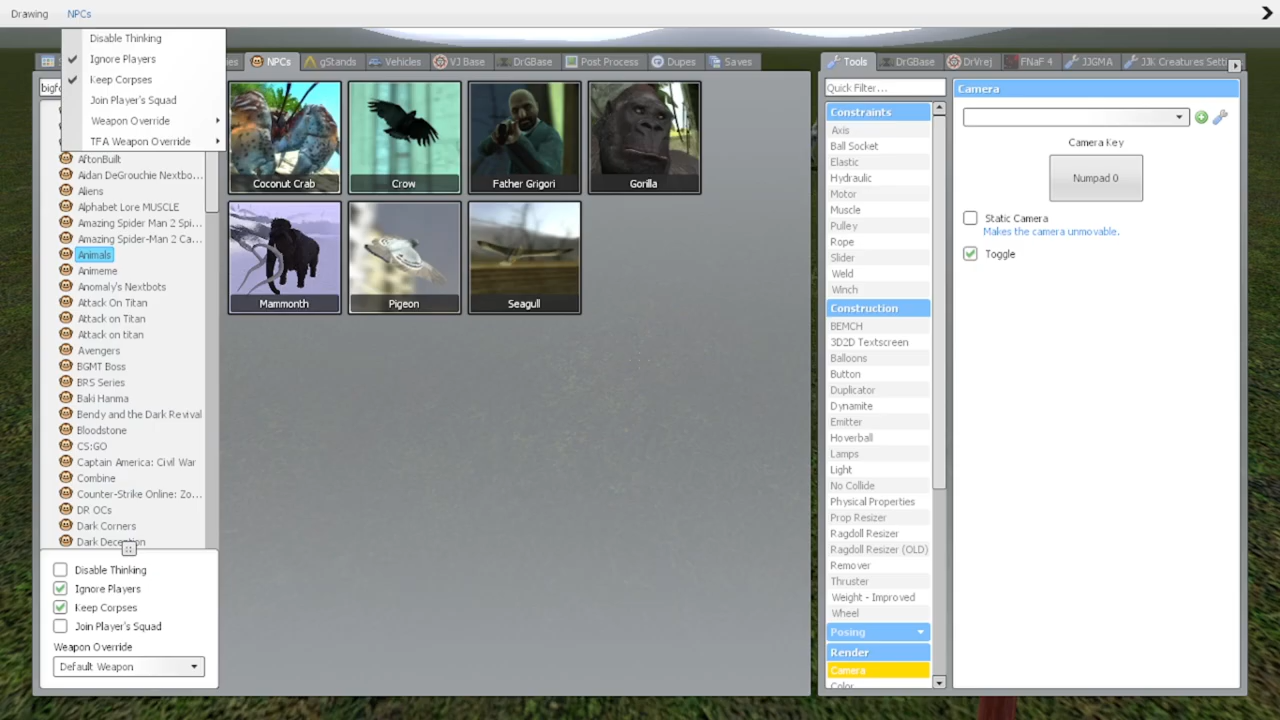 Drawing
NPCs
Disable Thinking
Ignore Players
Keep Corpses
Join Player's Squad
Weapon Override
TFA Weapon Override
NPCs
gStands
Vehicles
VJ Base
DrGBase
Post Process
Dupes
Saves
bigf
AftonBuilt
Aidan DeGrouchie Nextbo...
Aliens
Alphabet Lore MUSCLE
Amazing Spider Man 2 Spi...
Amazing Spider-Man 2 Ca...
Animals
Animeme
Anomaly's Nextbots
Attack On Titan
Attack on Titan
Attack on titan
Avengers
BGMT Boss
BRS Series
Baki Hanma
Bendy and the Dark Revival
Bloodstone
CS:GO
Captain America: Civil War
Combine
Counter-Strike Online: Zo...
DR OCs
Dark Corners
Dark Deception
Disable Thinking
Ignore Players
Keep Corpses
Join Player's Squad
Weapon Override
Default Weapon
Coconut Crab
Crow
Father Grigori
Gorilla
Mammonth
Pigeon
Seagull
Tools
DrGBase
DrVrej
FNaF 4
JJGMA
JJK Creatures Setti
Quick Filter...
Constraints
Axis
Ball Socket
Elastic
Hydraulic
Motor
Muscle
Pulley
Rope
Slider
Weld
Winch
Construction
BEMCH
3D2D Textscreen
Balloons
Button
Duplicator
Dynamite
Emitter
Hoverball
Lamps
Light
No Collide
Physical Properties
Prop Resizer
Ragdoll Resizer
Ragdoll Resizer (OLD)
Remover
Thruster
Weight - Improved
Wheel
Posing
Render
Camera
Color
Camera
Camera Key
Numpad 0
Static Camera
Makes the camera unmovable.
Toggle